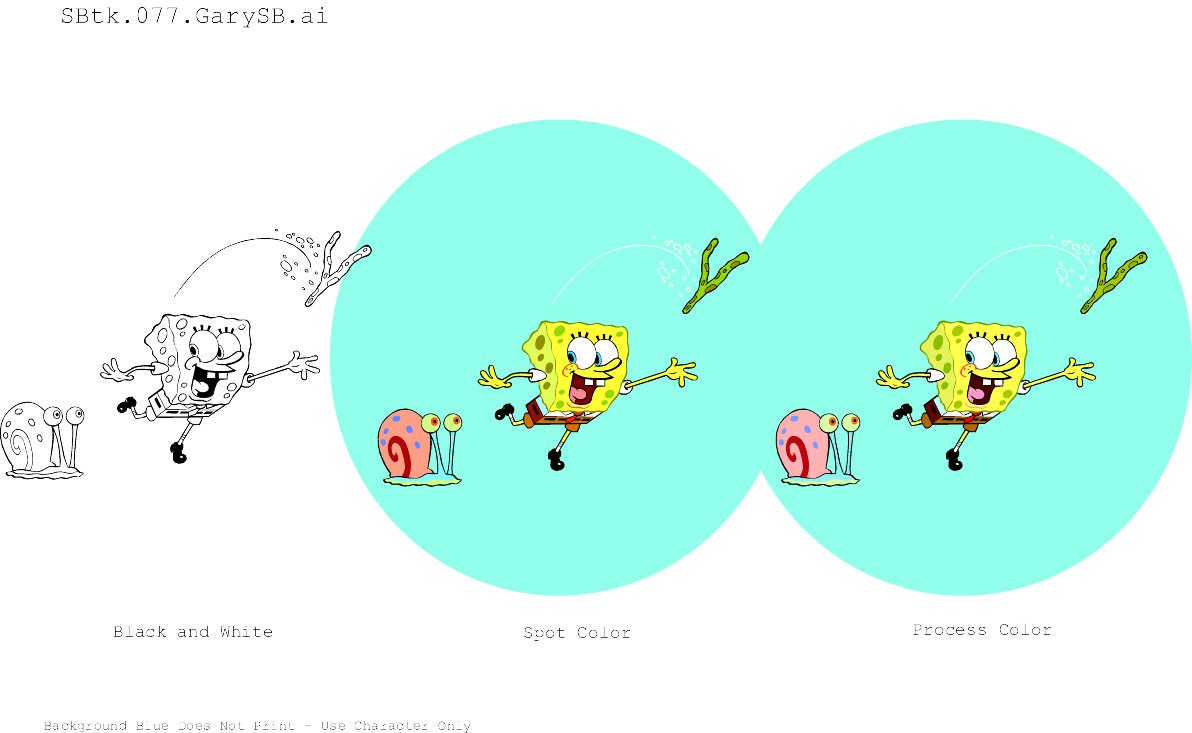 SBtk.077.GarySB.ai
Black and White
Spot Color
Process Color
Background Blue Does Not Print - Use Character Only